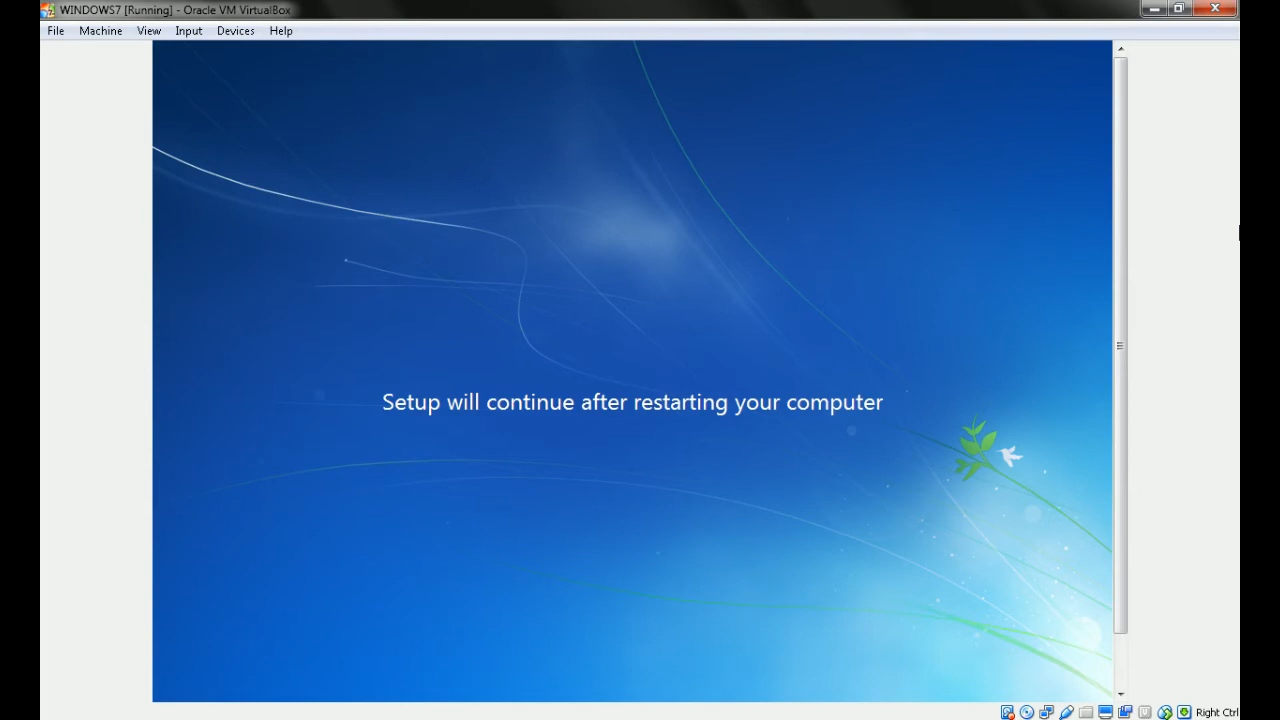 WINDOWS7 [Running] - Oracle VM VirtualBox
File Machine View Input Devices Help
Setup will continue after restarting your computer
Right Ctrl